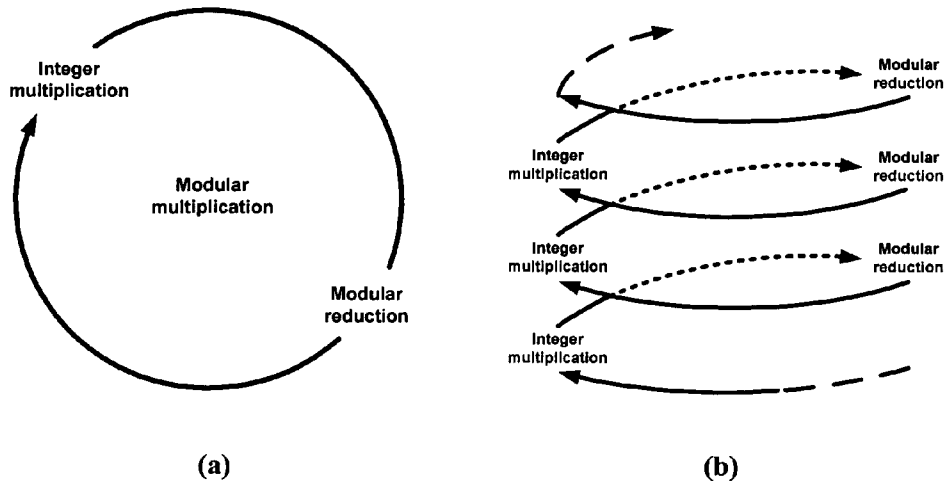 Integer
multiplication
Modular
multiplication
Modular
reduction
(a)
Modular
reduction
Integer
multiplication
Modular
reduction
Integer
multiplication
Modular
reduction
Integer
multiplication
(b)